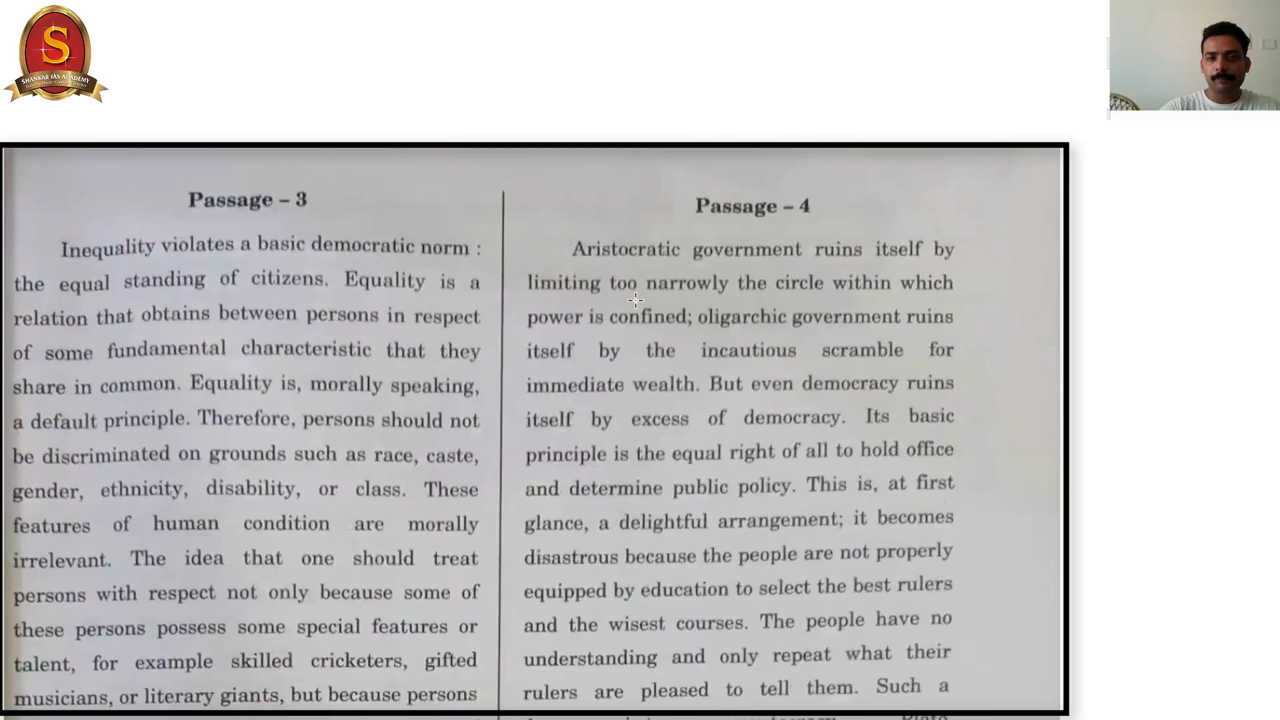 S
SHANKAR IAS ACADEMY
Passage – 3
Inequality violates a basic democratic norm :
the equal standing of citizens. Equality is a
relation that obtains between persons in respect
of some fundamental characteristic that they
share in common. Equality is, morally speaking,
a default principle. Therefore, persons should not
be discriminated on grounds such as race, caste,
gender, ethnicity, disability, or class. These
features of human condition are morally
irrelevant. The idea that one should treat
persons with respect not only because some of
these persons possess some special features or
talent, for example skilled cricketers, gifted
musicians, or literary giants, but because persons
Passage – 4
Aristocratic government ruins itself by
limiting too narrowly the circle within which
power is confined; oligarchic government ruins
itself by the incautious scramble for
immediate wealth. But even democracy ruins
itself by excess of democracy. Its basic
principle is the equal right of all to hold office
and determine public policy. This is, at first
glance, a delightful arrangement; it becomes
disastrous because the people are not properly
equipped by education to select the best rulers
and the wisest courses. The people have no
understanding and only repeat what their
rulers are pleased to tell them. Such a